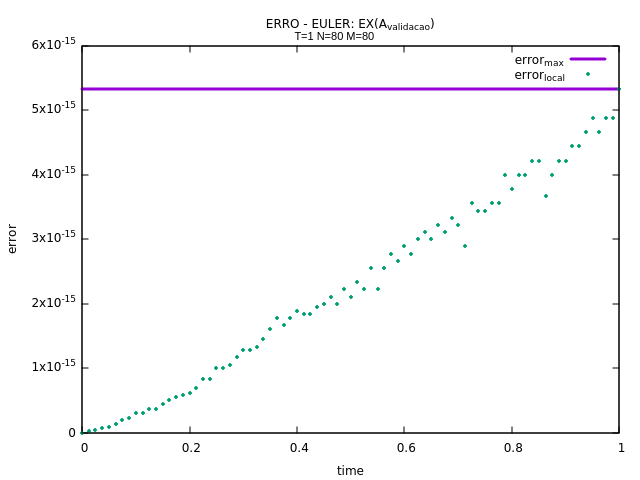 ERRO - EULER: EX(A_validacao)
T=1 N=80 M=80
error_max
error_local
6x10^-15
5x10^-15
4x10^-15
3x10^-15
2x10^-15
1x10^-15
0
error
0 0.2 0.4 0.6 0.8 1
time